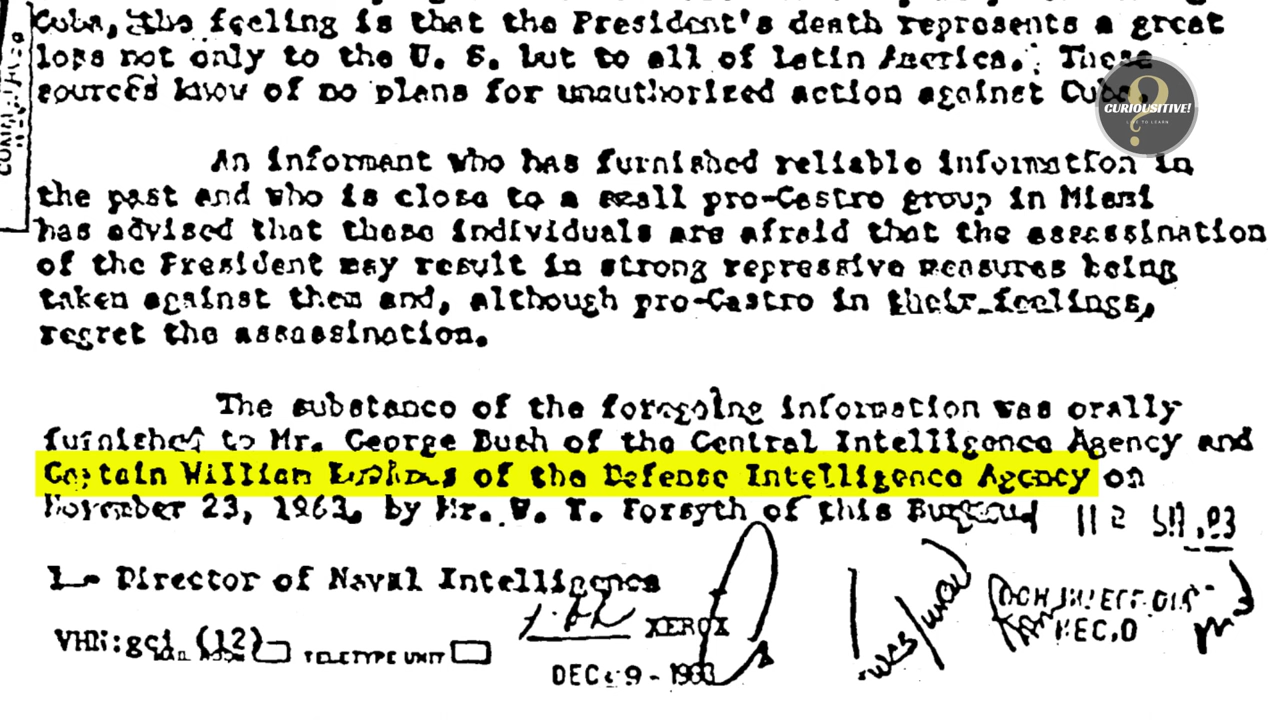 Cuba, the feeling is that the President's death represents a great
loss not only to the U. S. but to all of Latin America. These
sources know of no plans for unauthorized action against Cuba.
CURIOUSITIVE!
An informant who has furnished reliable information in
the past and who is close to a small pro-Castro group in Miami
has advised that these individuals are afraid that the assassination
of the President may result in strong repressive measures being
taken against them and, although pro-Castro in their feelings,
regret the assassination.
The substance of the foregoing information was orally
furnished to Mr. George Bush of the Central Intelligence Agency and
Captain William of the Defense Intelligence Agency on
November 23, 1963, by Mr. W. T. Forsyth of this Bureau
1 - Director of Naval Intelligence
VHN:gci (12)
TELETYPE UNIT
XEROX
DEC 9 - 1963
REC.D